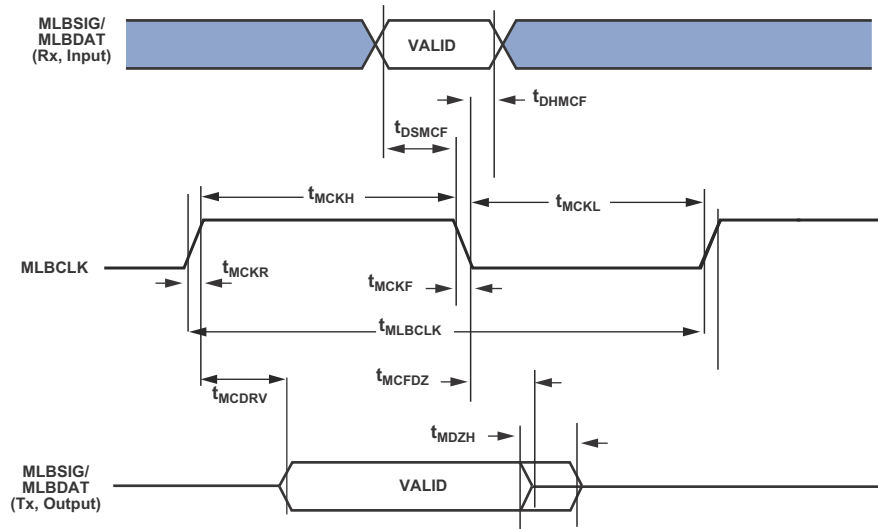 MLBSIG/
MLBDAT
(Rx, Input)
VALID
tDHMCF
tDSMCF
tMCKH
tMCKL
MLBCLK
tMCKR
tMCKF
tMLBCLK
tMCFDZ
tMCDRV
tMDZH
MLBSIG/
MLBDAT
(Tx, Output)
VALID